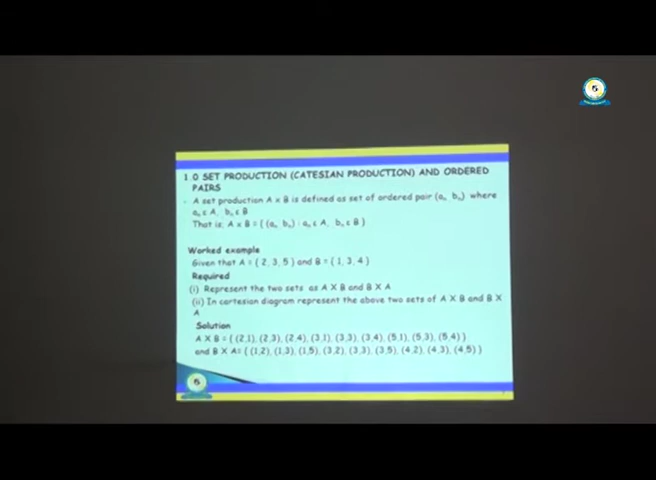 1.0 SET PRODUCTION (CATESIAN PRODUCTION) AND ORDERED
PAIRS
A set production A x B is defined as set of ordered pair (aₙ, bₙ) where
aₙ ε A, bₙ ε B
That is; A x B = { (aₙ, bₙ) : aₙ ε A, bₙ ε B }
Worked example
Given that A = { 2, 3, 5 } and B = { 1, 3, 4 }
Required
(i) Represent the two sets as A X B and B X A
(ii) In cartesian diagram represent the above two sets of A X B and B X
A
Solution
A X B = { (2,1), (2,3), (2,4), (3,1), (3,3), (3,4), (5,1), (5,3), (5,4) }
and B X A= { (1,2), (1,3), (1,5), (3,2), (3,3), (3,5), (4,2), (4,3), (4,5) }